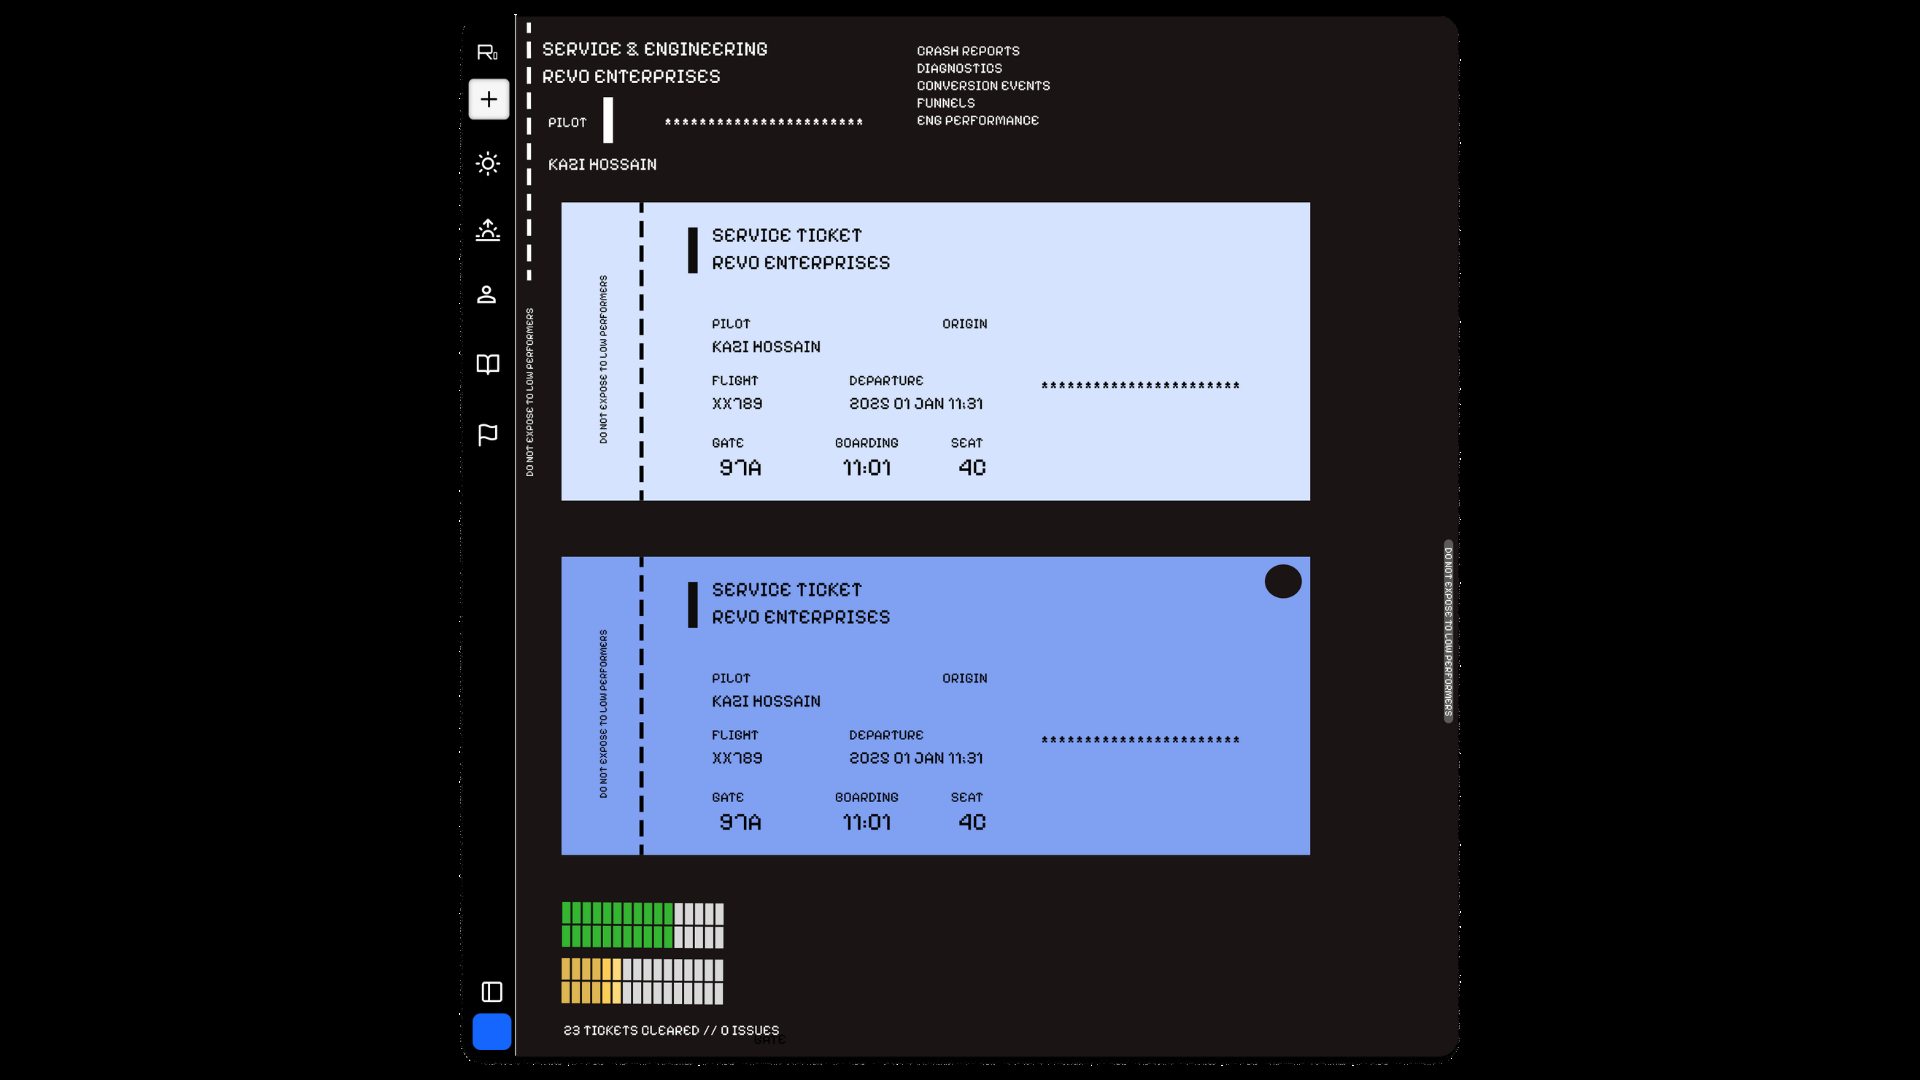 R0
SERVICE & ENGINEERING
REVO ENTERPRISES
CRASH REPORTS
DIAGNOSTICS
CONVERSION EVENTS
FUNNELS
ENG PERFORMANCE
PILOT
***********************
KAZI HOSSAIN
DO NOT EXPOSE TO LOW PERFORMERS
DO NOT EXPOSE TO LOW PERFORMERS
SERVICE TICKET
REVO ENTERPRISES
PILOT ORIGIN
KAZI HOSSAIN
FLIGHT DEPARTURE
XX789 2025 01 JAN 11:31
***********************
GATE BOARDING SEAT
97A 11:01 4C
DO NOT EXPOSE TO LOW PERFORMERS
SERVICE TICKET
REVO ENTERPRISES
PILOT ORIGIN
KAZI HOSSAIN
FLIGHT DEPARTURE
XX789 2025 01 JAN 11:31
***********************
GATE BOARDING SEAT
97A 11:01 4C
DO NOT EXPOSE TO LOW PERFORMERS
23 TICKETS CLEARED // 0 ISSUES
GATE